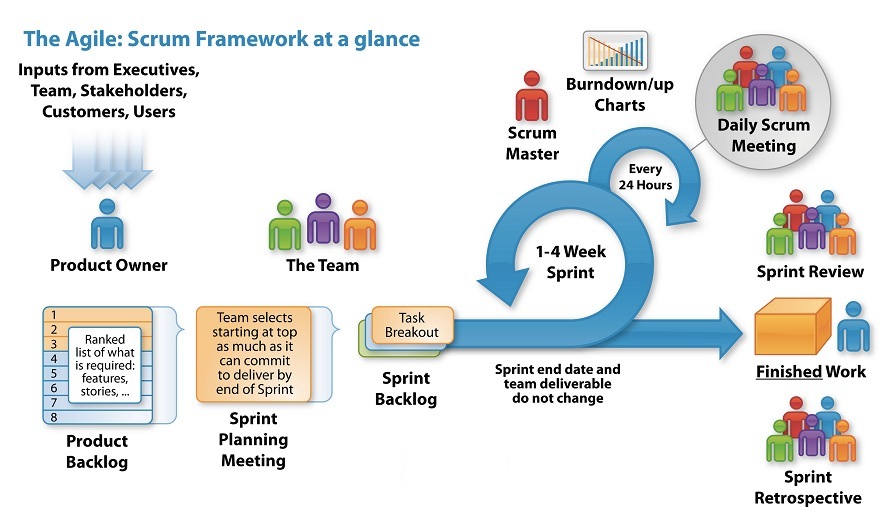 The Agile: Scrum Framework at a glance
Inputs from Executives,
Team, Stakeholders,
Customers, Users
Product Owner
The Team
1
2
3
4
5
6
7
8
Ranked
list of what
is required:
features,
stories, ...
Product
Backlog
Team selects
starting at top
as much as it
can commit
to deliver by
end of Sprint
Sprint
Planning
Meeting
Task
Breakout
Sprint
Backlog
Scrum
Master
Burndown/up
Charts
Every
24 Hours
Daily Scrum
Meeting
1-4 Week
Sprint
Sprint end date and
team deliverable
do not change
Sprint Review
Finished Work
Sprint
Retrospective